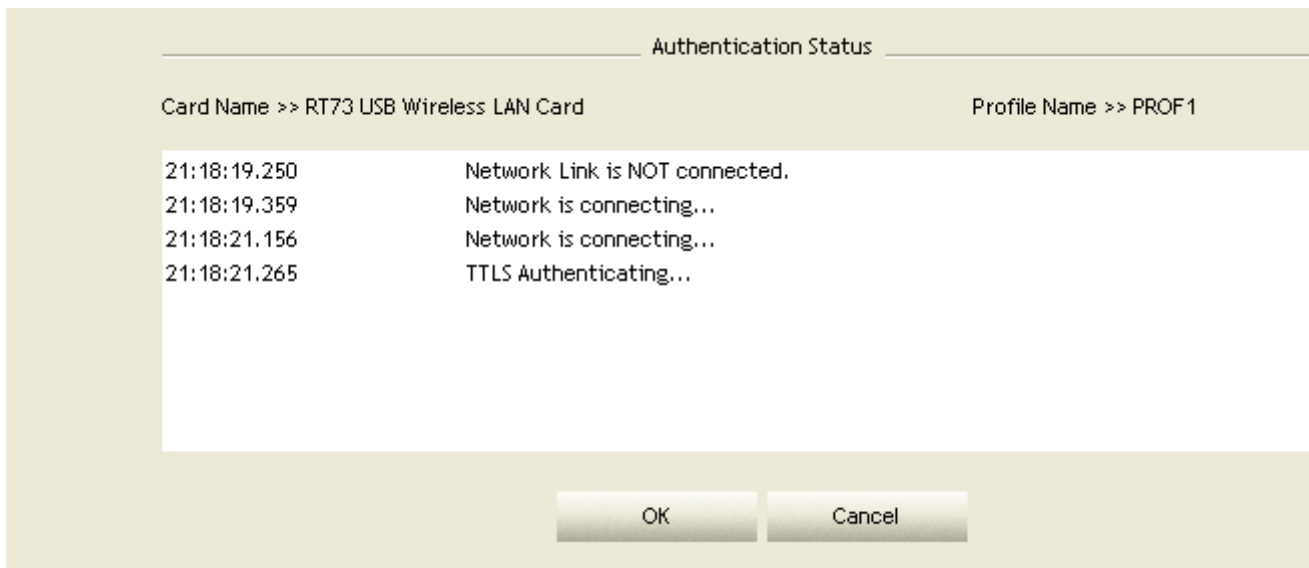 Authentication Status
Card Name >> RT73 USB Wireless LAN Card Profile Name >> PROF1
21:18:19.250 Network Link is NOT connected.
21:18:19.359 Network is connecting...
21:18:21.156 Network is connecting...
21:18:21.265 TTLS Authenticating...
OK Cancel